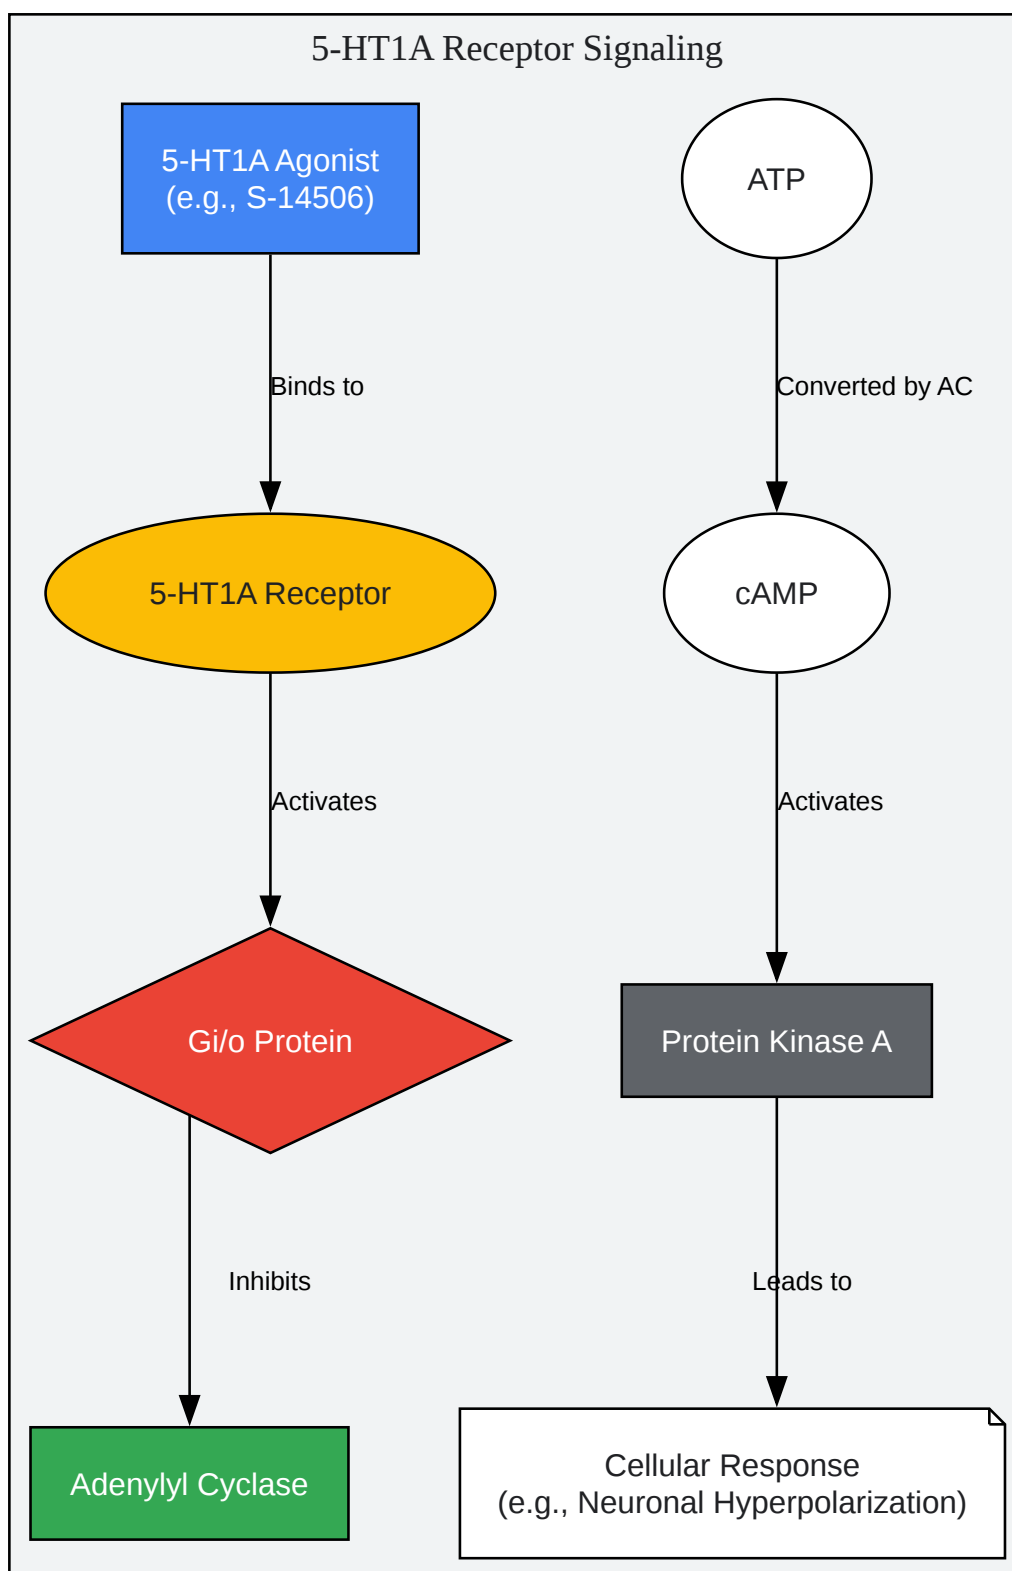 5-HT1A Receptor Signaling
5-HT1A Agonist
(e.g., S-14506)
Binds to
5-HT1A Receptor
Activates
Gi/o Protein
Inhibits
Adenylyl Cyclase
ATP
Converted by AC
cAMP
Activates
Protein Kinase A
Leads to
Cellular Response
(e.g., Neuronal Hyperpolarization)